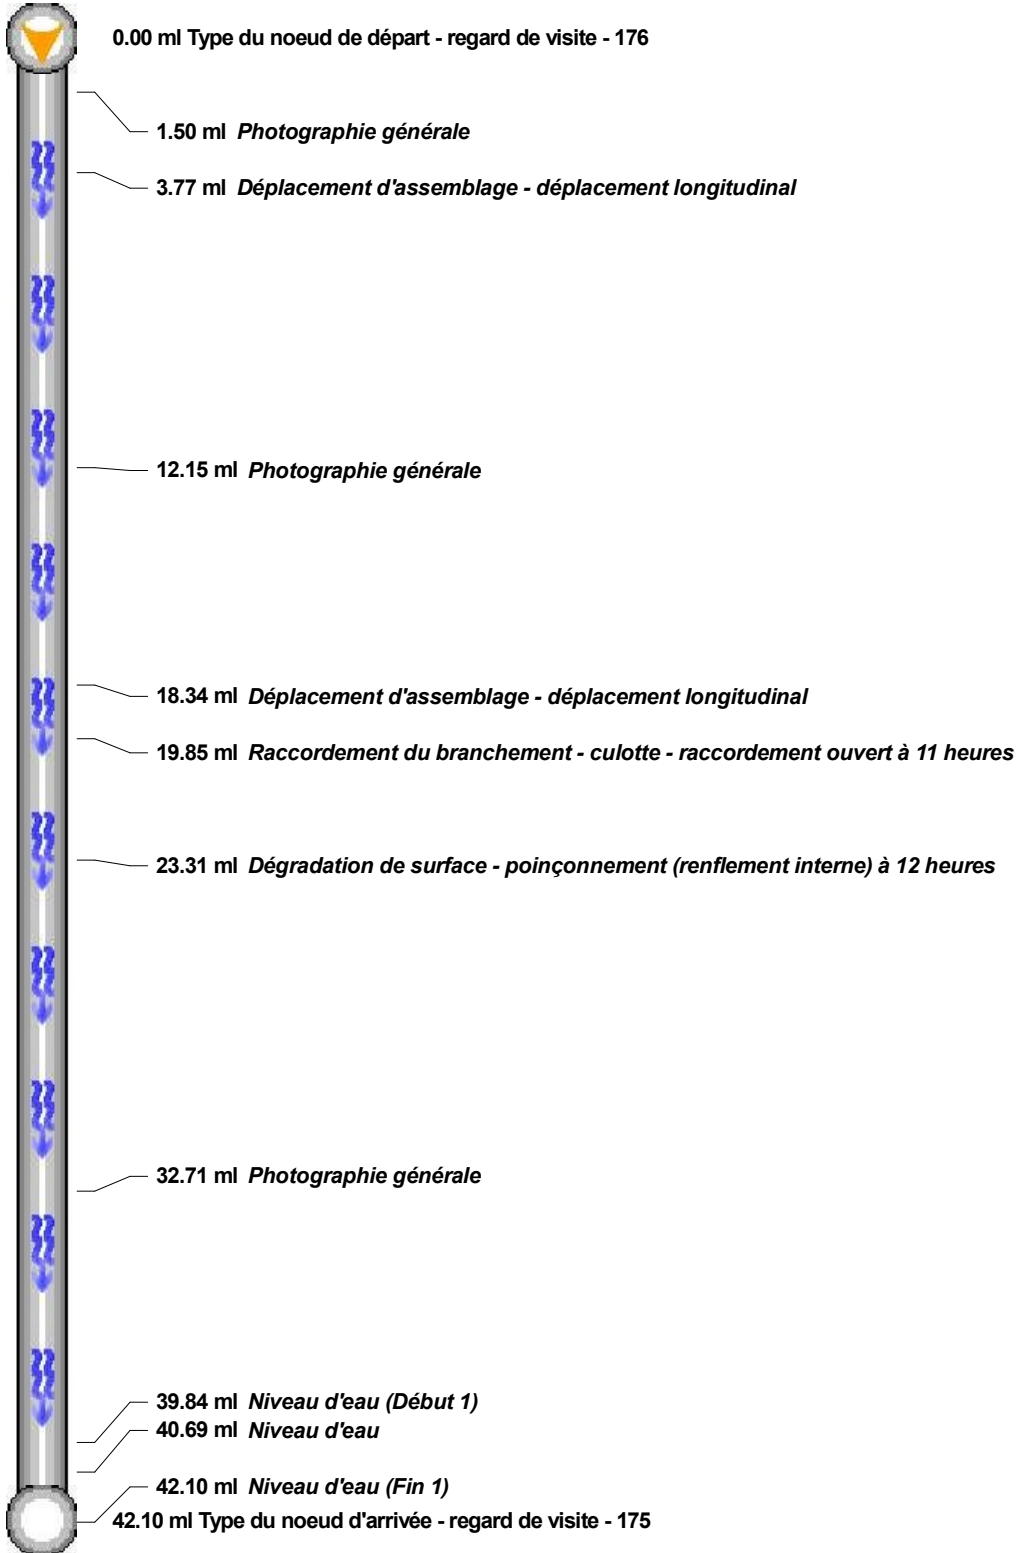 0.00 ml Type du noeud de départ - regard de visite - 176
1.50 ml Photographie générale
3.77 ml Déplacement d'assemblage - déplacement longitudinal
12.15 ml Photographie générale
18.34 ml Déplacement d'assemblage - déplacement longitudinal
19.85 ml Raccordement du branchement - culotte - raccordement ouvert à 11 heures
23.31 ml Dégradation de surface - poinçonnement (renflement interne) à 12 heures
32.71 ml Photographie générale
39.84 ml Niveau d'eau (Début 1)
40.69 ml Niveau d'eau
42.10 ml Niveau d'eau (Fin 1)
42.10 ml Type du noeud d'arrivée - regard de visite - 175